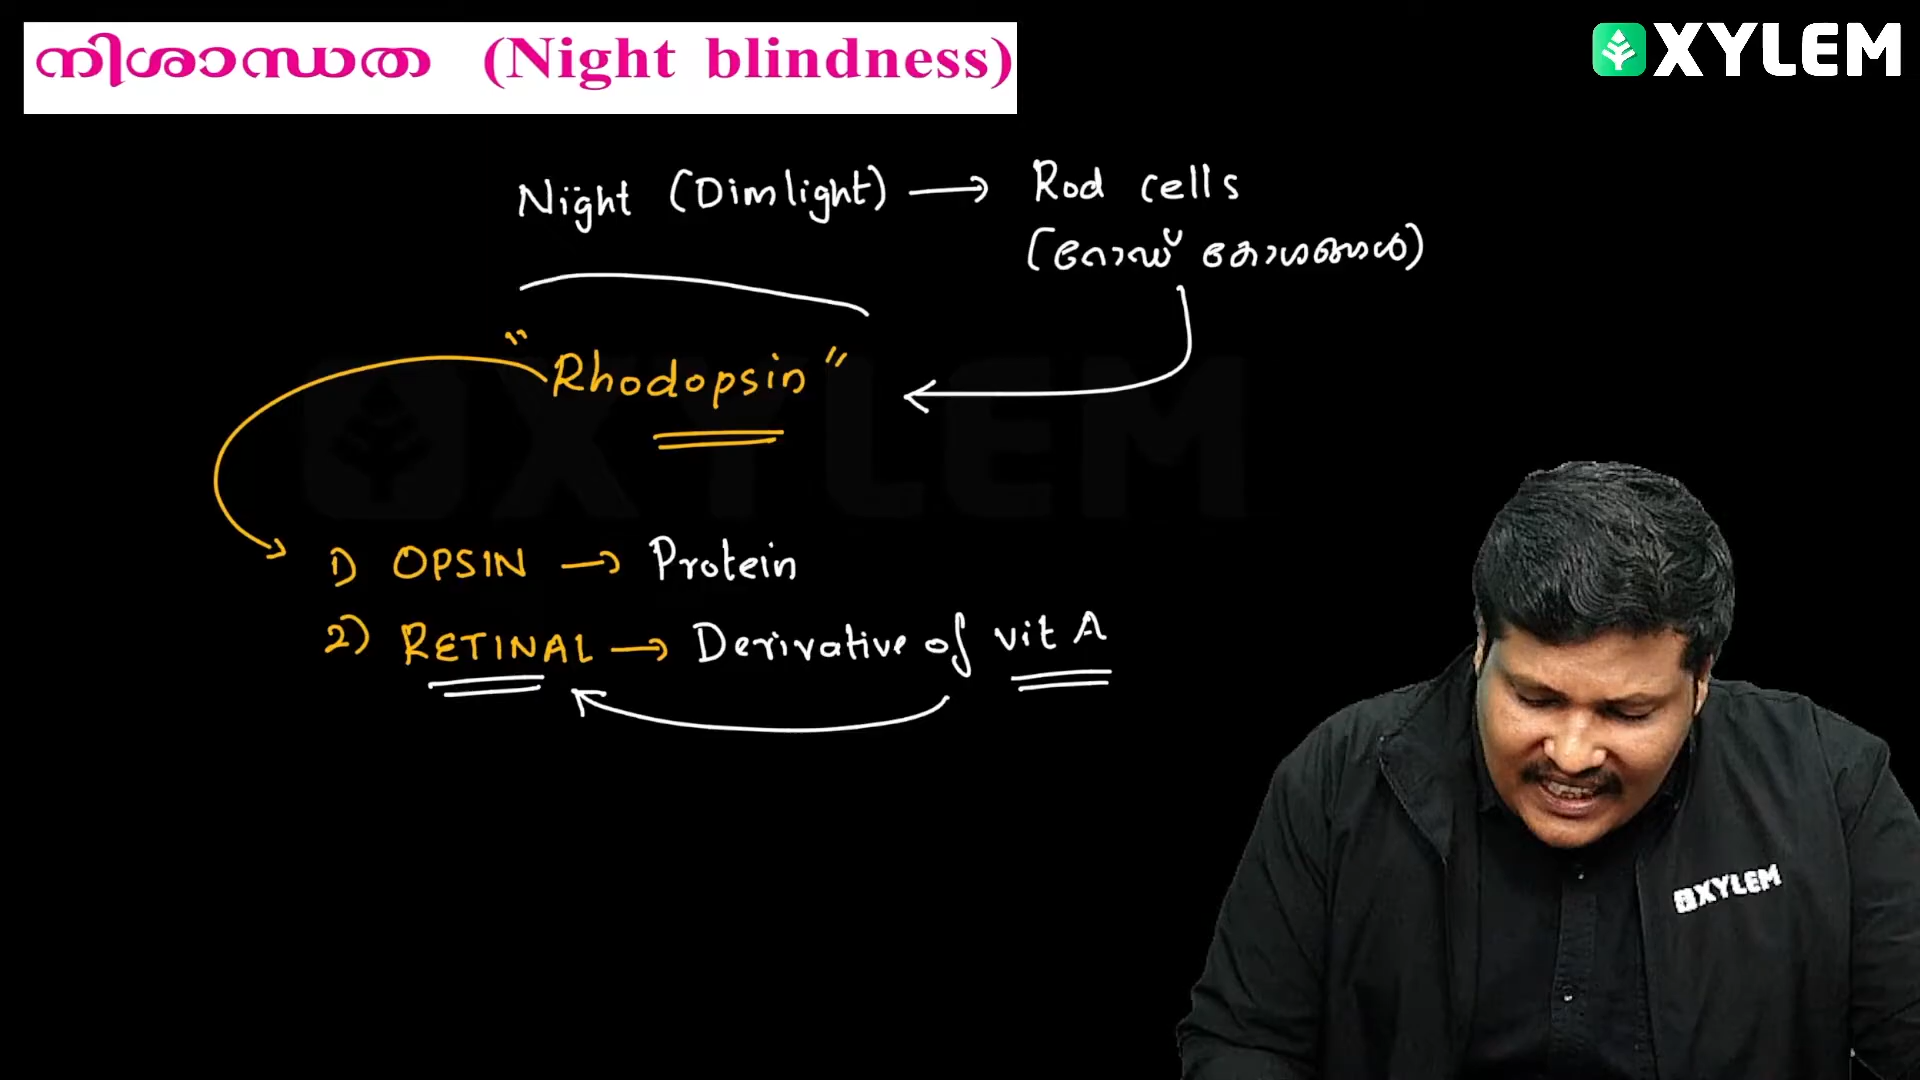 നിശാന്ധത (Night blindness)
XYLEM
Night (Dimlight) → Rod cells
(റോഡ് കോശങ്ങൾ)
"Rhodopsin"
XYLEM
1) OPSIN → Protein
2) RETINAL → Derivative of vit A
XYLEM